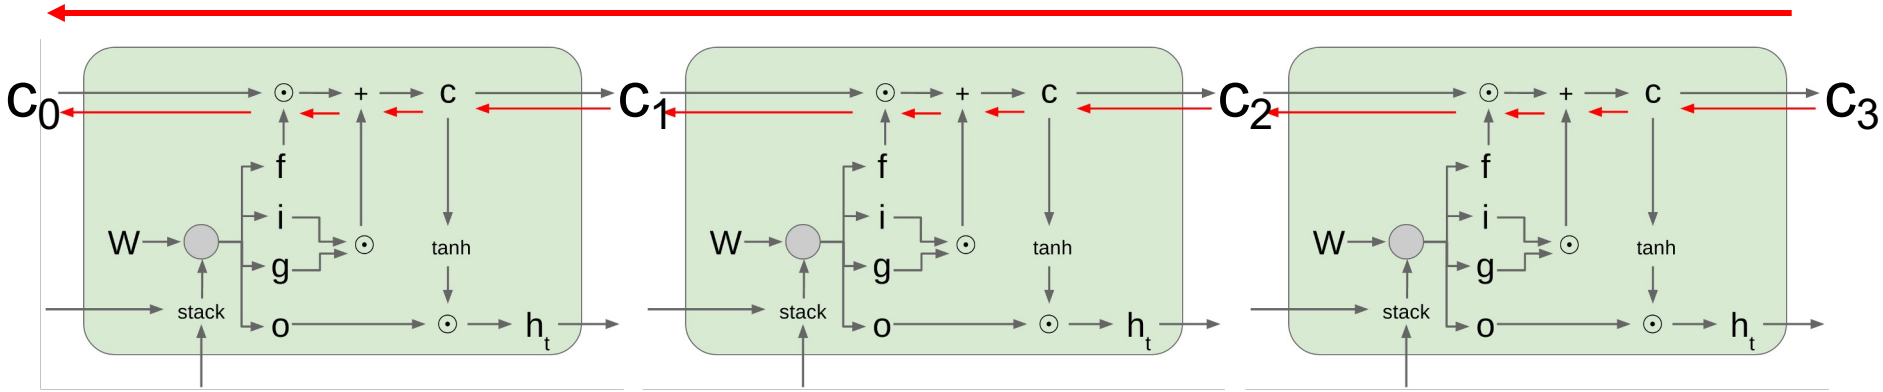 c0 ⊙ + c c1 ⊙ + c c2 ⊙ + c c3
f f f
i i i
W ⊙ tanh W ⊙ tanh W ⊙ tanh
g g g
stack stack stack
o ⊙ ht o ⊙ ht o ⊙ ht